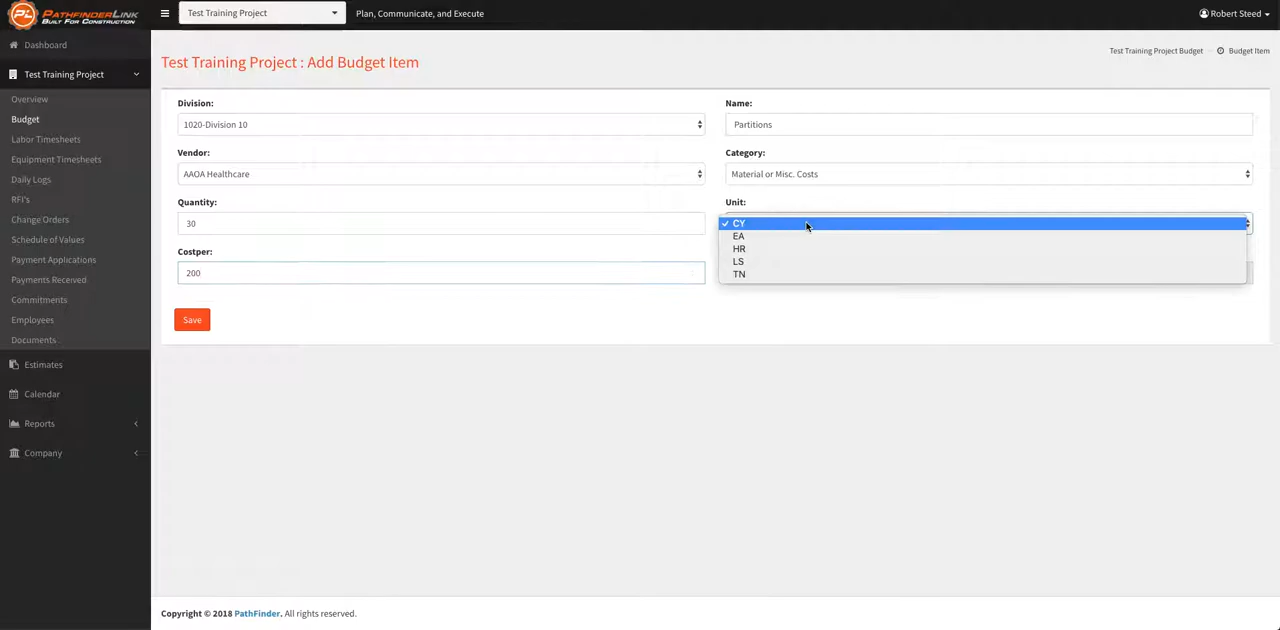 PATHFINDERLINK
BUILT FOR CONSTRUCTION
Test Training Project
Plan, Communicate, and Execute
Robert Steed
Dashboard
Test Training Project
Overview
Budget
Labor Timesheets
Equipment Timesheets
Daily Logs
RFI's
Change Orders
Schedule of Values
Payment Applications
Payments Received
Commitments
Employees
Documents
Estimates
Calendar
Reports
Company
Test Training Project Budget
Budget Item
Test Training Project : Add Budget Item
Division:
1020-Division 10
Name:
Partitions
Vendor:
AAOA Healthcare
Category:
Material or Misc. Costs
Quantity:
30
Unit:
CY
EA
HR
LS
TN
Costper:
200
Save
Copyright © 2018 PathFinder. All rights reserved.